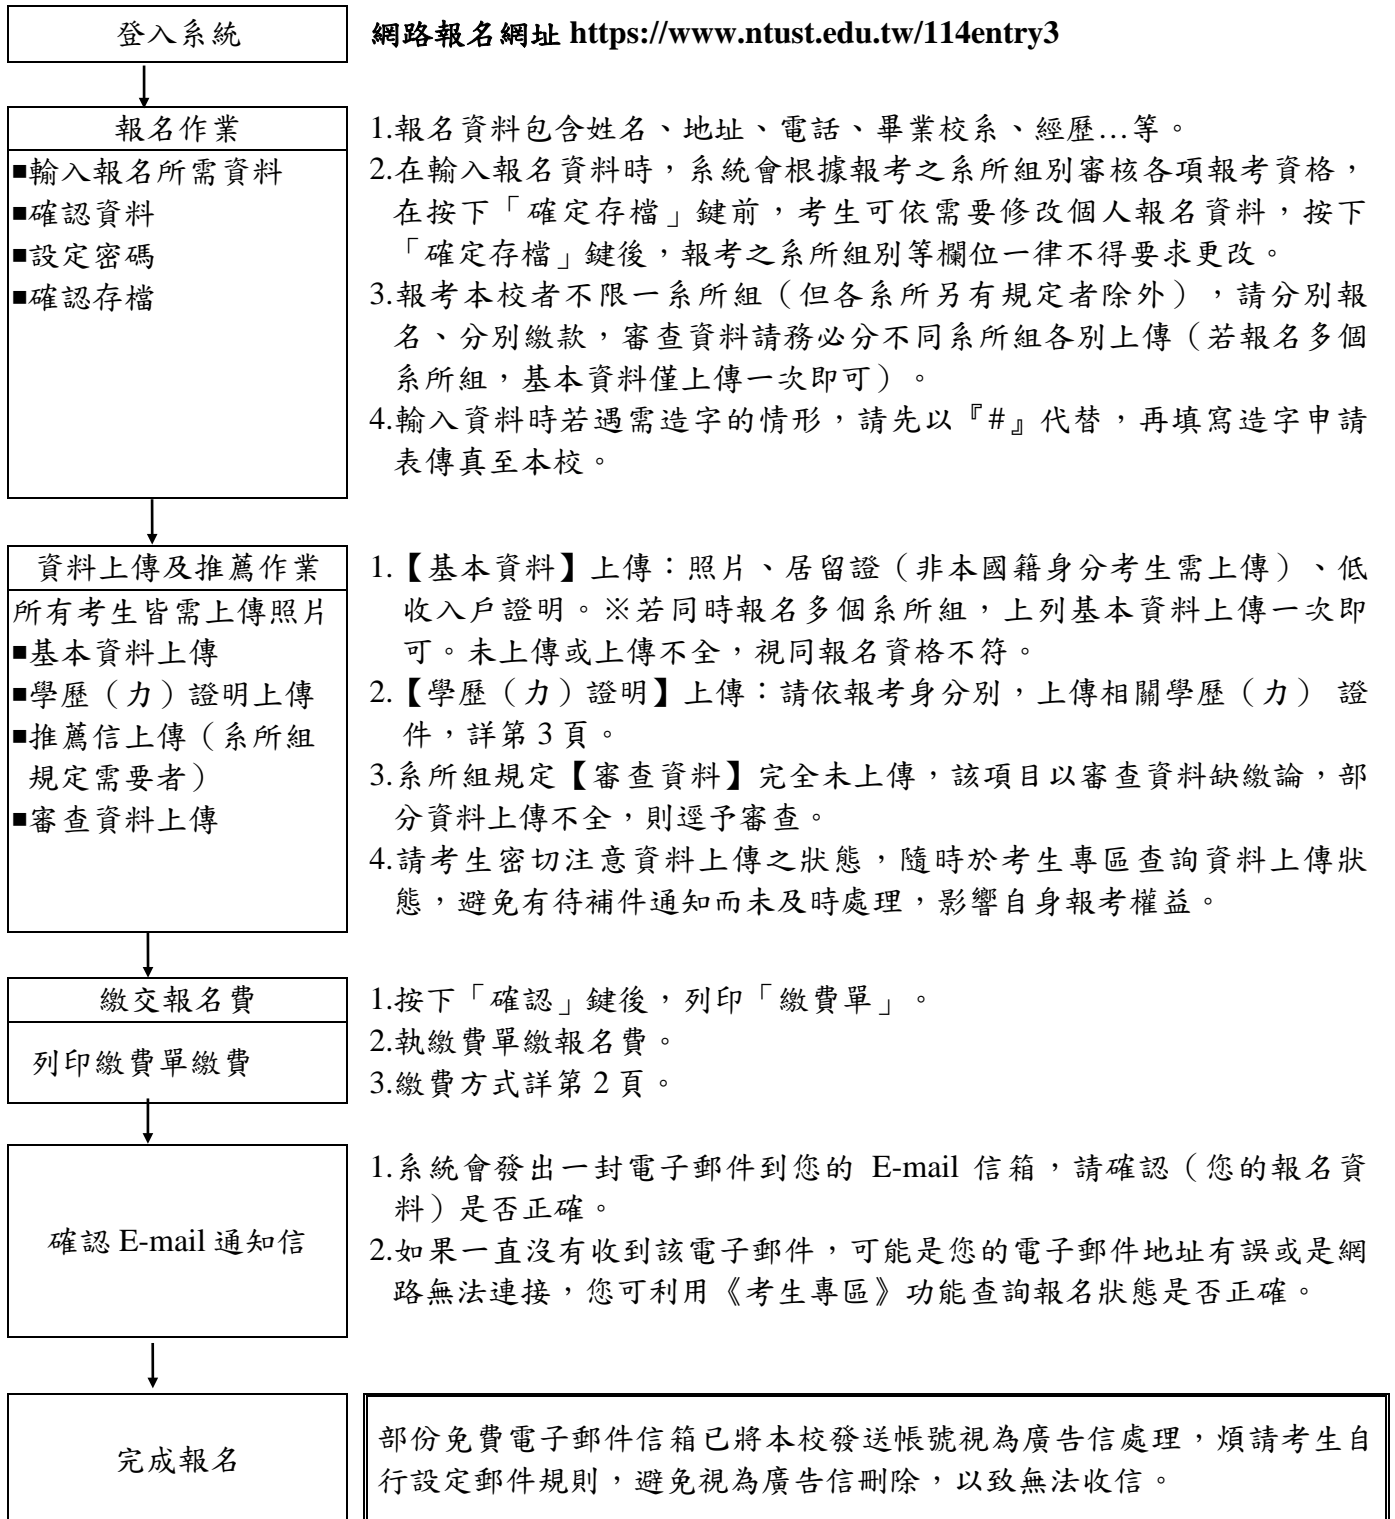 登入系統
網路報名網址 https://www.ntust.edu.tw/114entry3
報名作業
■輸入報名所需資料
■確認資料
■設定密碼
■確認存檔
1.報名資料包含姓名、地址、電話、畢業校系、經歷…等。
2.在輸入報名資料時，系統會根據報考之系所組別審核各項報考資格，
在按下「確定存檔」鍵前，考生可依需要修改個人報名資料，按下
「確定存檔」鍵後，報考之系所組別等欄位一律不得要求更改。
3.報考本校者不限一系所組（但各系所另有規定者除外），請分別報
名、分別繳款，審查資料請務必分不同系所組各別上傳（若報名多個
系所組，基本資料僅上傳一次即可）。
4.輸入資料時若遇需造字的情形，請先以『#』代替，再填寫造字申請
表傳真至本校。
資料上傳及推薦作業
所有考生皆需上傳照片
■基本資料上傳
■學歷（力）證明上傳
■推薦信上傳（系所組
規定需要者）
■審查資料上傳
1.【基本資料】上傳：照片、居留證（非本國籍身分考生需上傳）、低
收入戶證明。※若同時報名多個系所組，上列基本資料上傳一次即
可。未上傳或上傳不全，視同報名資格不符。
2.【學歷（力）證明】上傳：請依報考身分別，上傳相關學歷（力） 證
件，詳第 3 頁。
3.系所組規定【審查資料】完全未上傳，該項目以審查資料缺繳論，部
分資料上傳不全，則逕予審查。
4.請考生密切注意資料上傳之狀態，隨時於考生專區查詢資料上傳狀
態，避免有待補件通知而未及時處理，影響自身報考權益。
繳交報名費
列印繳費單繳費
1.按下「確認」鍵後，列印「繳費單」。
2.執繳費單繳報名費。
3.繳費方式詳第 2 頁。
確認 E-mail 通知信
1.系統會發出一封電子郵件到您的 E-mail 信箱，請確認（您的報名資
料）是否正確。
2.如果一直沒有收到該電子郵件，可能是您的電子郵件地址有誤或是網
路無法連接，您可利用《考生專區》功能查詢報名狀態是否正確。
完成報名
部份免費電子郵件信箱已將本校發送帳號視為廣告信處理，煩請考生自
行設定郵件規則，避免視為廣告信刪除，以致無法收信。